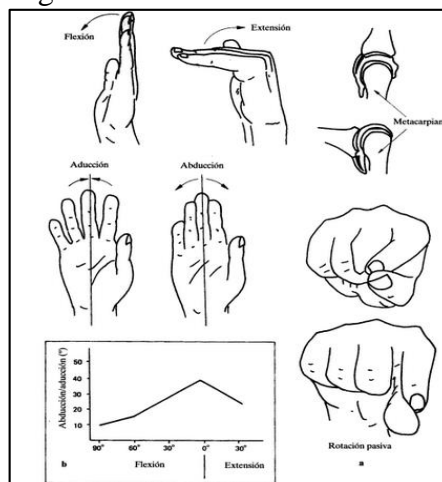 Flexión
Extensión
Metacarpian
Aducción
Abducción
Abducción/aducción (°)
50
40
30
20
10
90°
60°
30°
0°
30°
b
Flexión
Extensión
Rotación pasiva
a